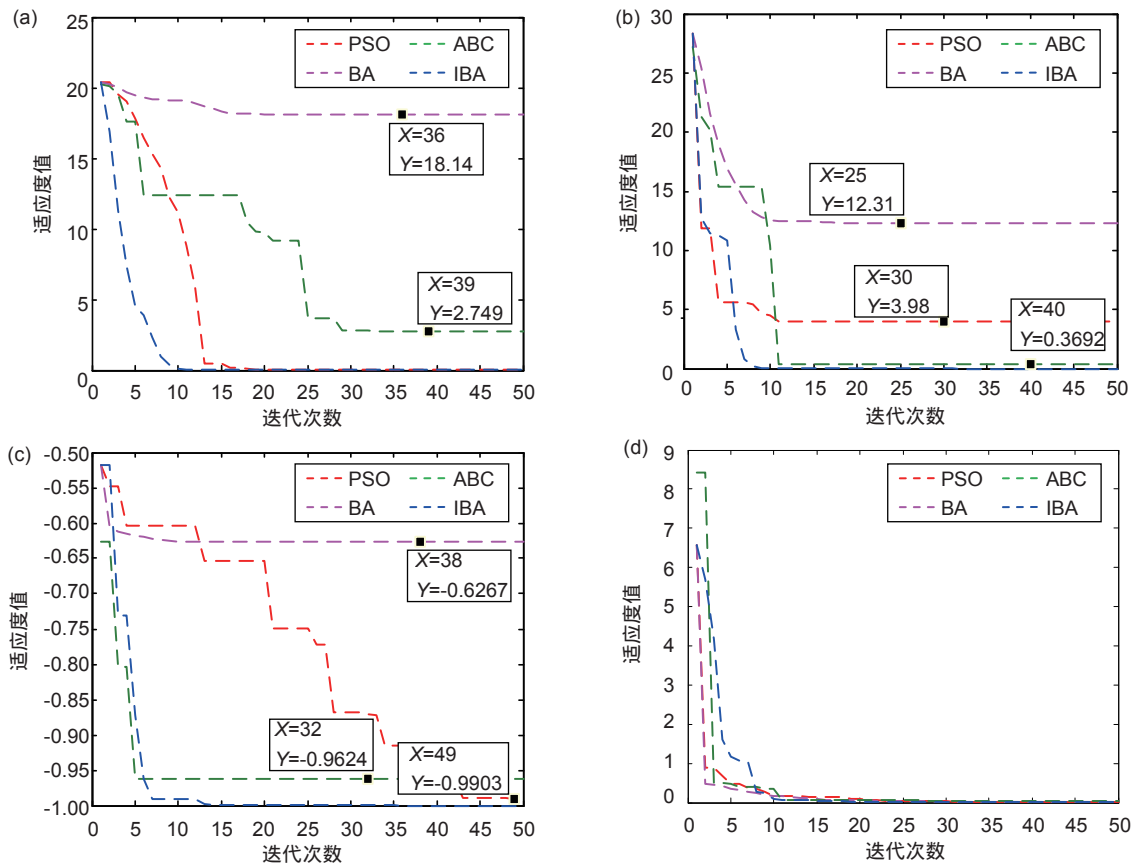 (a)
25
20
15
10
5
0
适应度值
PSO
ABC
BA
IBA
X=36
Y=18.14
X=39
Y=2.749
0 5 10 15 20 25 30 35 40 45 50
迭代次数
(b)
30
25
20
15
10
5
0
适应度值
PSO
ABC
BA
IBA
X=25
Y=12.31
X=30
Y=3.98
X=40
Y=0.3692
0 5 10 15 20 25 30 35 40 45 50
迭代次数
(c)
-0.50
-0.55
-0.60
-0.65
-0.70
-0.75
-0.80
-0.85
-0.90
-0.95
-1.00
适应度值
PSO
ABC
BA
IBA
X=38
Y=-0.6267
X=32
Y=-0.9624
X=49
Y=-0.9903
0 5 10 15 20 25 30 35 40 45 50
迭代次数
(d)
9
8
7
6
5
4
3
2
1
0
适应度值
PSO
ABC
BA
IBA
0 5 10 15 20 25 30 35 40 45 50
迭代次数